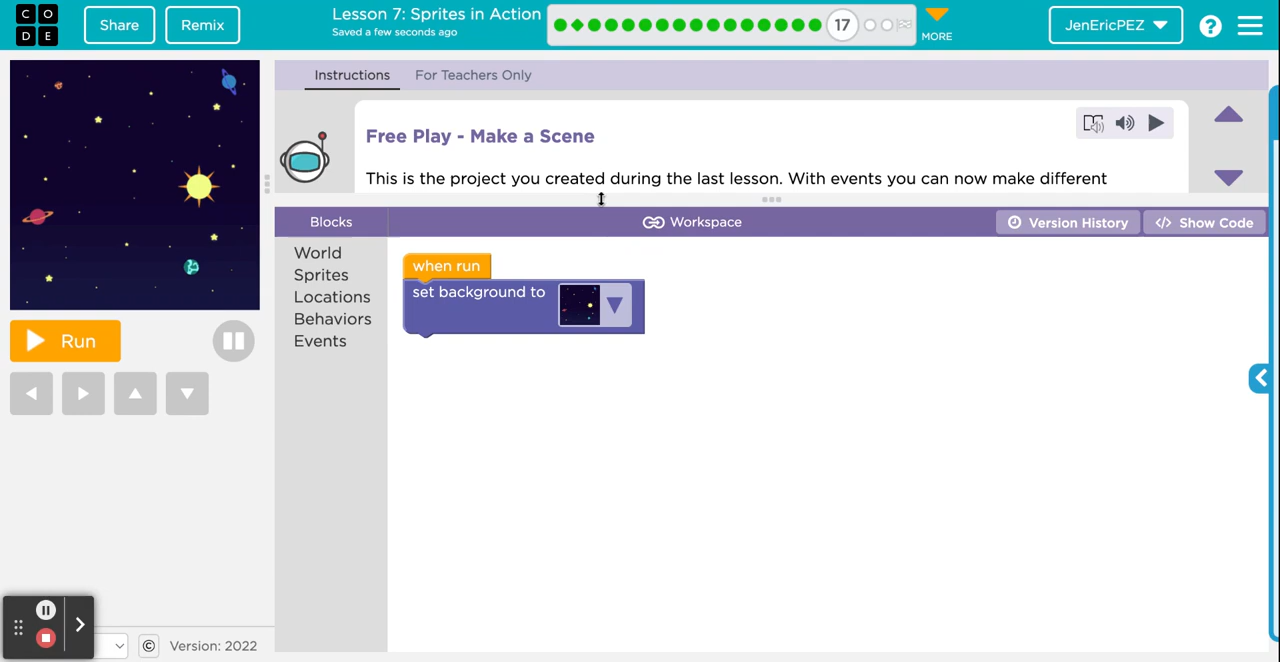 C O
D E
Share
Remix
Lesson 7: Sprites in Action
Saved a few seconds ago
17
MORE
JenEricPEZ
?
Instructions
For Teachers Only
Free Play - Make a Scene
This is the project you created during the last lesson. With events you can now make different
Blocks
Workspace
Version History
</> Show Code
World
Sprites
Locations
Behaviors
Events
when run
set background to
Run
©
Version: 2022